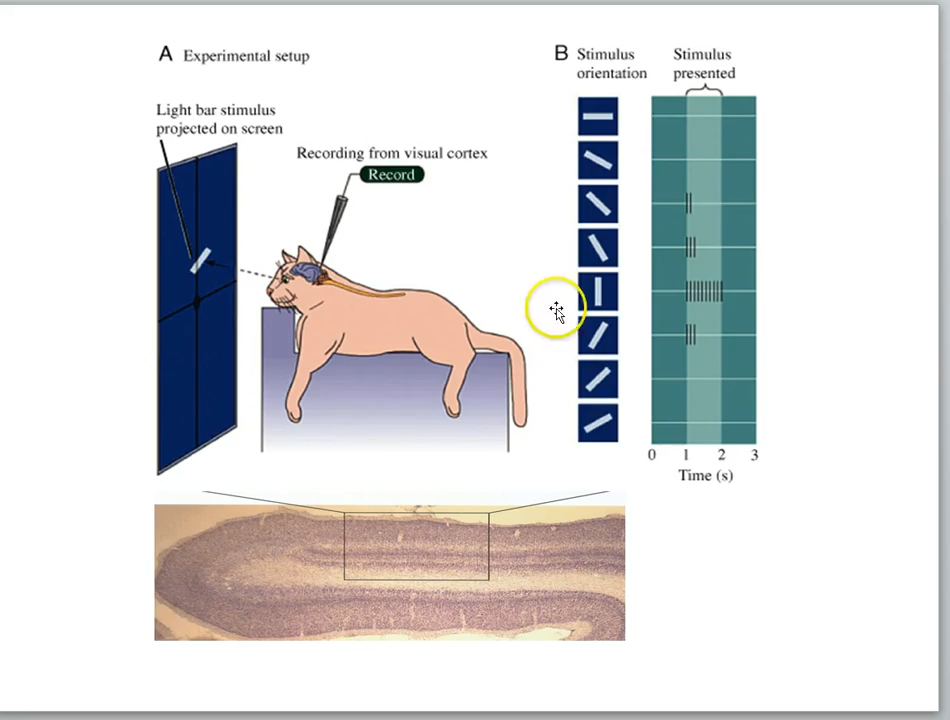 A Experimental setup
Light bar stimulus
projected on screen
Recording from visual cortex
Record
B Stimulus
orientation
Stimulus
presented
0 1 2 3
Time (s)